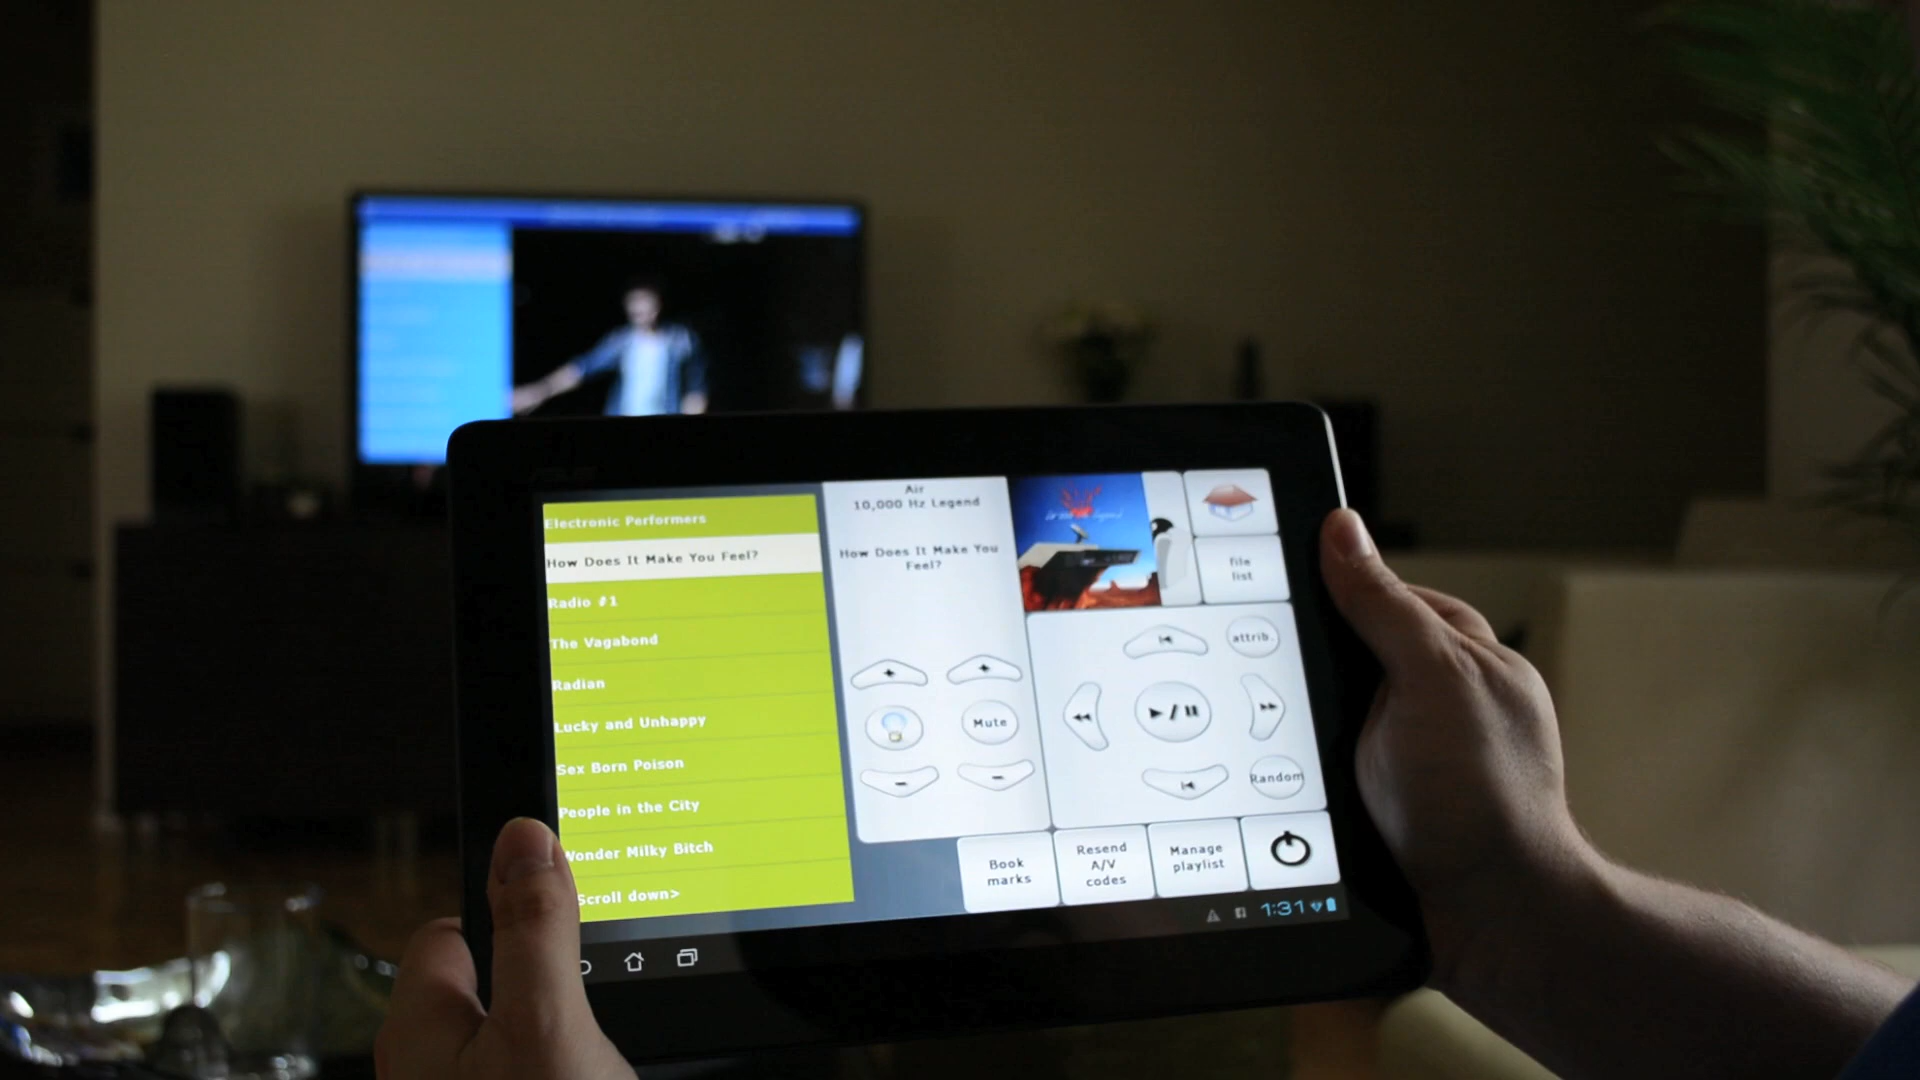 Electronic Performers
How Does It Make You Feel?
Radio #1
The Vagabond
Radian
Lucky and Unhappy
Sex Born Poison
People in the City
Wonder Milky Bitch
Scroll down>
Air
10,000 Hz Legend
How Does It Make You
Feel?
Mute
file
list
attrib.
Random
Book
marks
Resend
A/V
codes
Manage
playlist
1:31